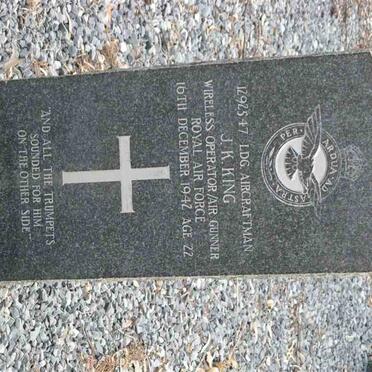 PER ARDUA AD ASTRA
1292347 LDG AIRCRAFTMAN
J.K. KING
WIRELESS OPERATOR/AIR GUNNER
ROYAL AIR FORCE
16TH DECEMBER 1942 AGE 22
"AND ALL THE TRUMPETS
SOUNDED FOR HIM
ON THE OTHER SIDE"